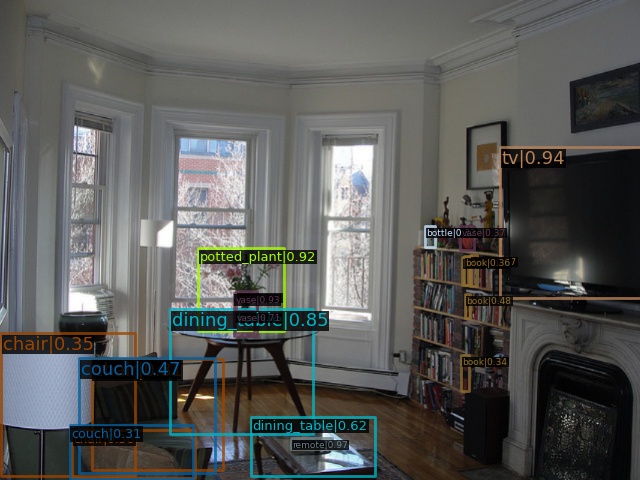 tv|0.94
bottle|0
vase|0.37
potted_plant|0.92
book|0.367
vase|0.93
book|0.48
vase|0.71
dining_table|0.85
chair|0.35
couch|0.47
book|0.34
dining_table|0.62
couch|0.31
remote|0.97